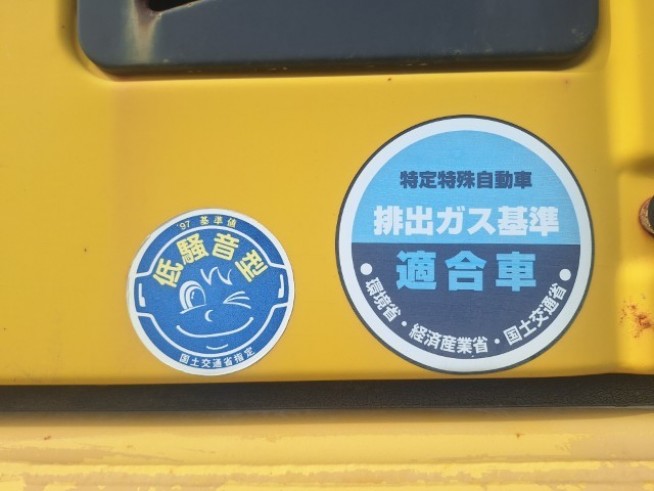 '97 基準値
低騒音型
国土交通省指定
特定特殊自動車
排出ガス基準
適合車
●環境省・経済産業省・国土交通省●